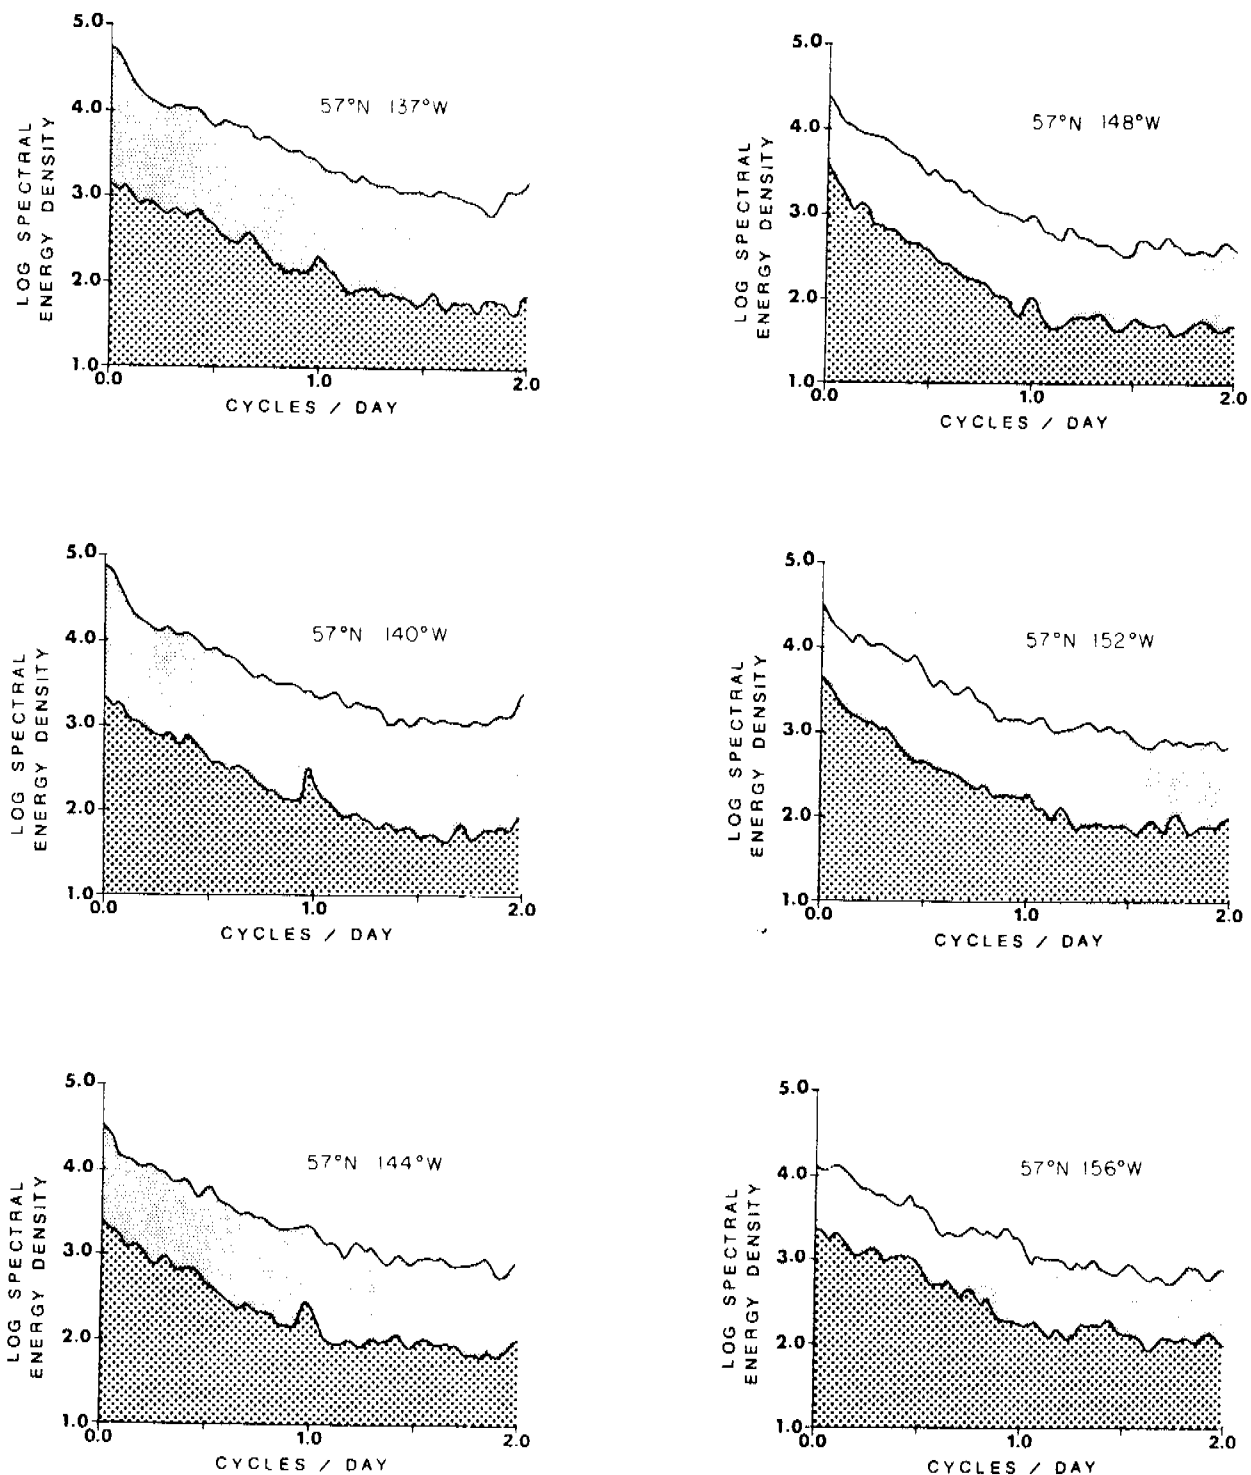 5.0
4.0
3.0
2.0
1.0
LOG SPECTRAL
ENERGY DENSITY
57°N 137°W
0.0 1.0 2.0
CYCLES / DAY
5.0
4.0
3.0
2.0
1.0
LOG SPECTRAL
ENERGY DENSITY
57°N 148°W
0.0 1.0 2.0
CYCLES / DAY
5.0
4.0
3.0
2.0
1.0
LOG SPECTRAL
ENERGY DENSITY
57°N 140°W
0.0 1.0 2.0
CYCLES / DAY
5.0
4.0
3.0
2.0
1.0
LOG SPECTRAL
ENERGY DENSITY
57°N 152°W
0.0 1.0 2.0
CYCLES / DAY
5.0
4.0
3.0
2.0
1.0
LOG SPECTRAL
ENERGY DENSITY
57°N 144°W
0.0 1.0 2.0
CYCLES / DAY
5.0
4.0
3.0
2.0
1.0
LOG SPECTRAL
ENERGY DENSITY
57°N 156°W
0.0 1.0 2.0
CYCLES / DAY